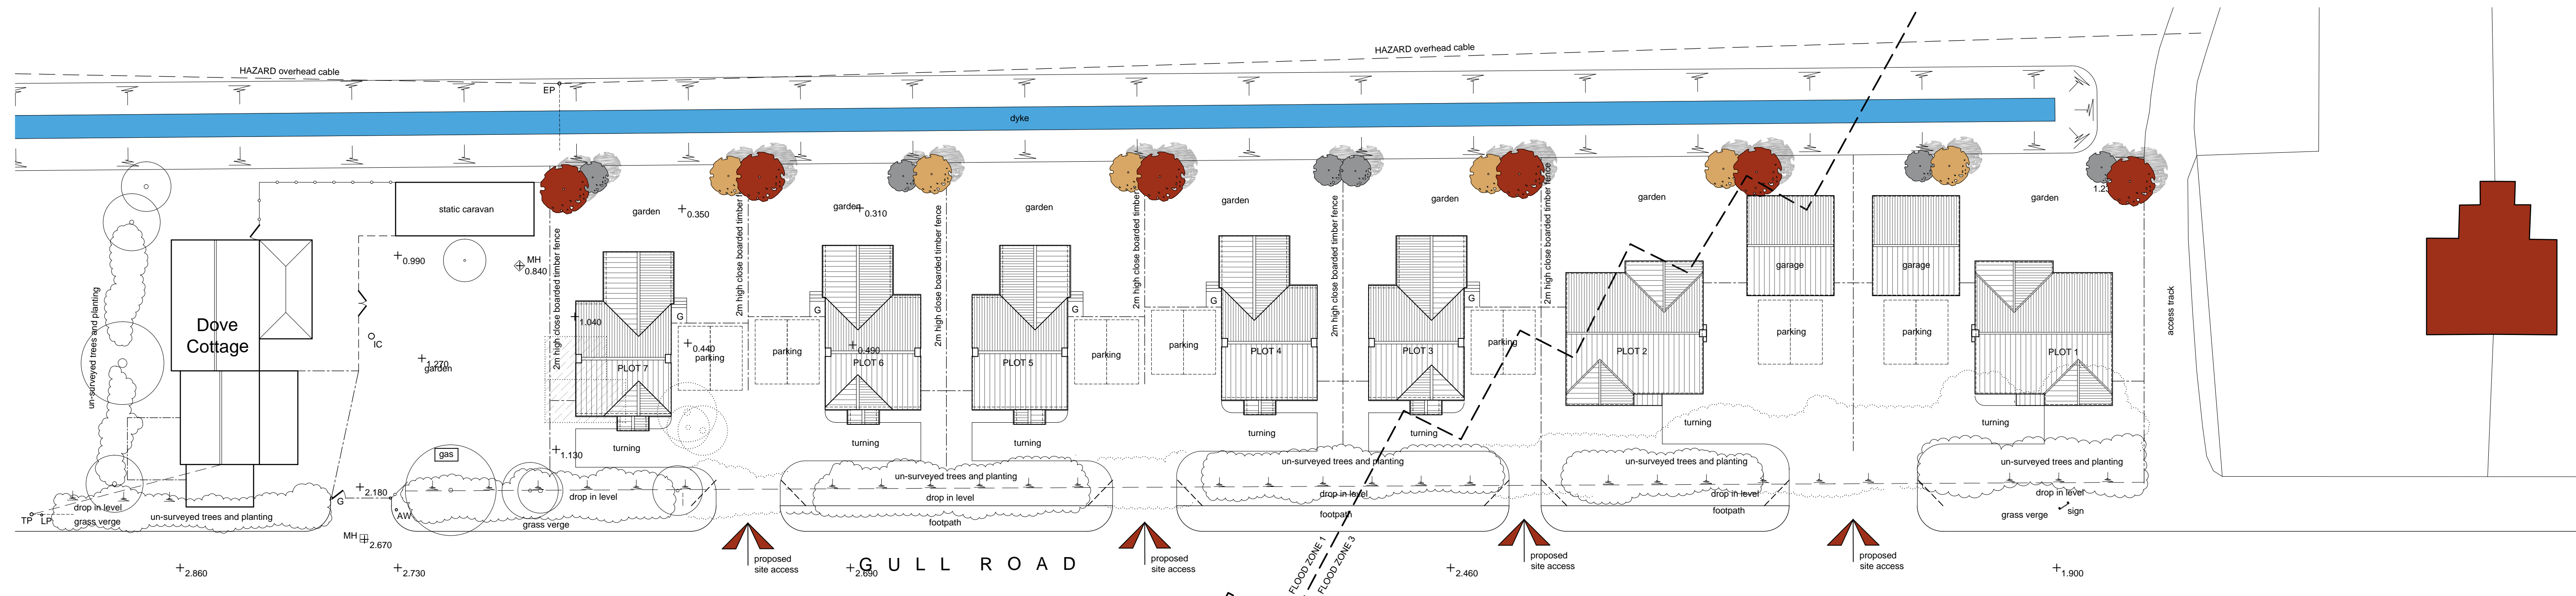 HAZARD overhead cable
HAZARD overhead cable
EP
dyke
static caravan
garden
0.350
garden
0.310
garden
garden
garden
garden
garden
1.2
2m high close boarded timber fence
2m high close boarded timber f
2m high close boarded timber fence
2m high close boarded timber
2m high close boarded timber fence
2m high close boarded timber fence
un-surveyed trees and planting
access track
0.990
MH
0.840
garage
garage
G
G
G
G
G
Dove
Cottage
1.040
IC
1.270
garden
0.440
parking
parking
0.490
parking
parking
parking
parking
parking
PLOT 7
PLOT 6
PLOT 5
PLOT 4
PLOT 3
PLOT 2
PLOT 1
turning
turning
turning
turning
turning
turning
turning
gas
1.130
un-surveyed trees and planting
un-surveyed trees and planting
un-surveyed trees and planting
un-surveyed trees and planting
2.180
G
drop in level
drop in level
drop in level
drop in level
drop in level
drop in level
TP
LP
grass verge
un-surveyed trees and planting
AW
grass verge
footpath
footpath
footpath
grass verge
sign
MH
2.670
proposed
site access
proposed
site access
proposed
site access
proposed
site access
2.860
2.730
2.690
GULL ROAD
FLOOD ZONE 1
FLOOD ZONE 3
2.460
1.900